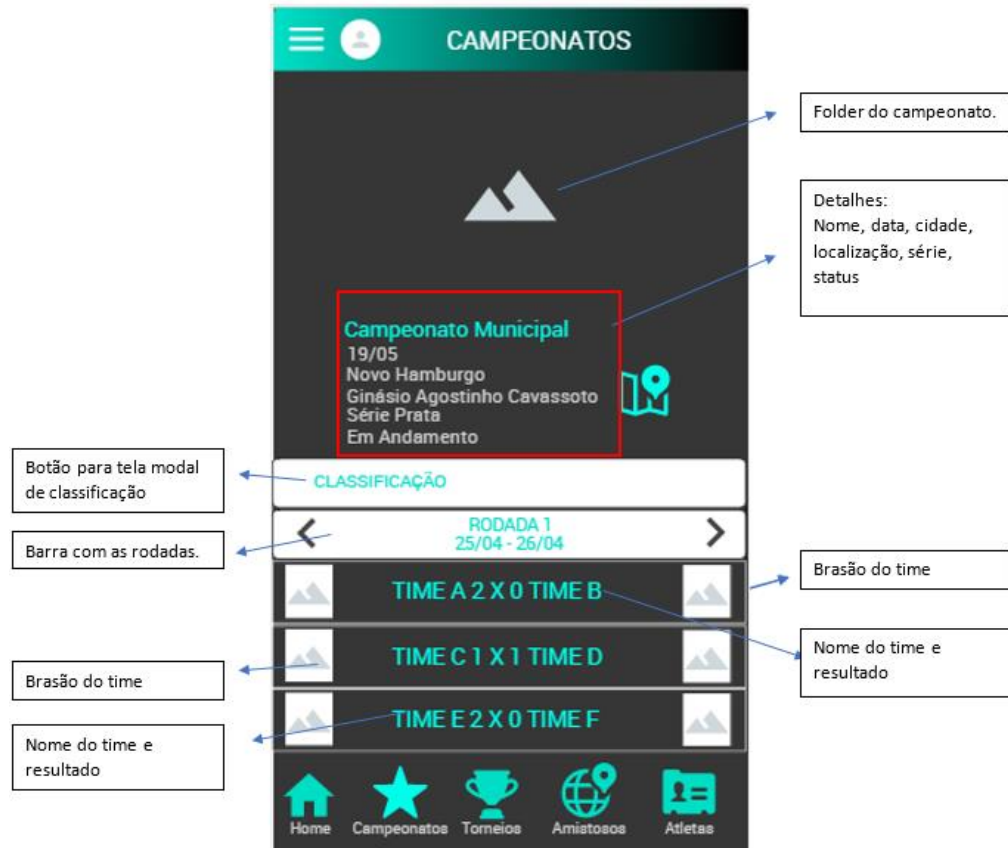 CAMPEONATOS
Folder do campeonato.
Detalhes:
Nome, data, cidade,
localização, série,
status
Campeonato Municipal
19/05
Novo Hamburgo
Ginásio Agostinho Cavassoto
Série Prata
Em Andamento
Botão para tela modal
de classificação
CLASSIFICAÇÃO
Barra com as rodadas.
RODADA 1
25/04 - 26/04
Brasão do time
TIME A 2 X 0 TIME B
Nome do time e
resultado
TIME C 1 X 1 TIME D
Brasão do time
TIME E 2 X 0 TIME F
Nome do time e
resultado
Home
Campeonatos
Torneios
Amistosos
Atletas